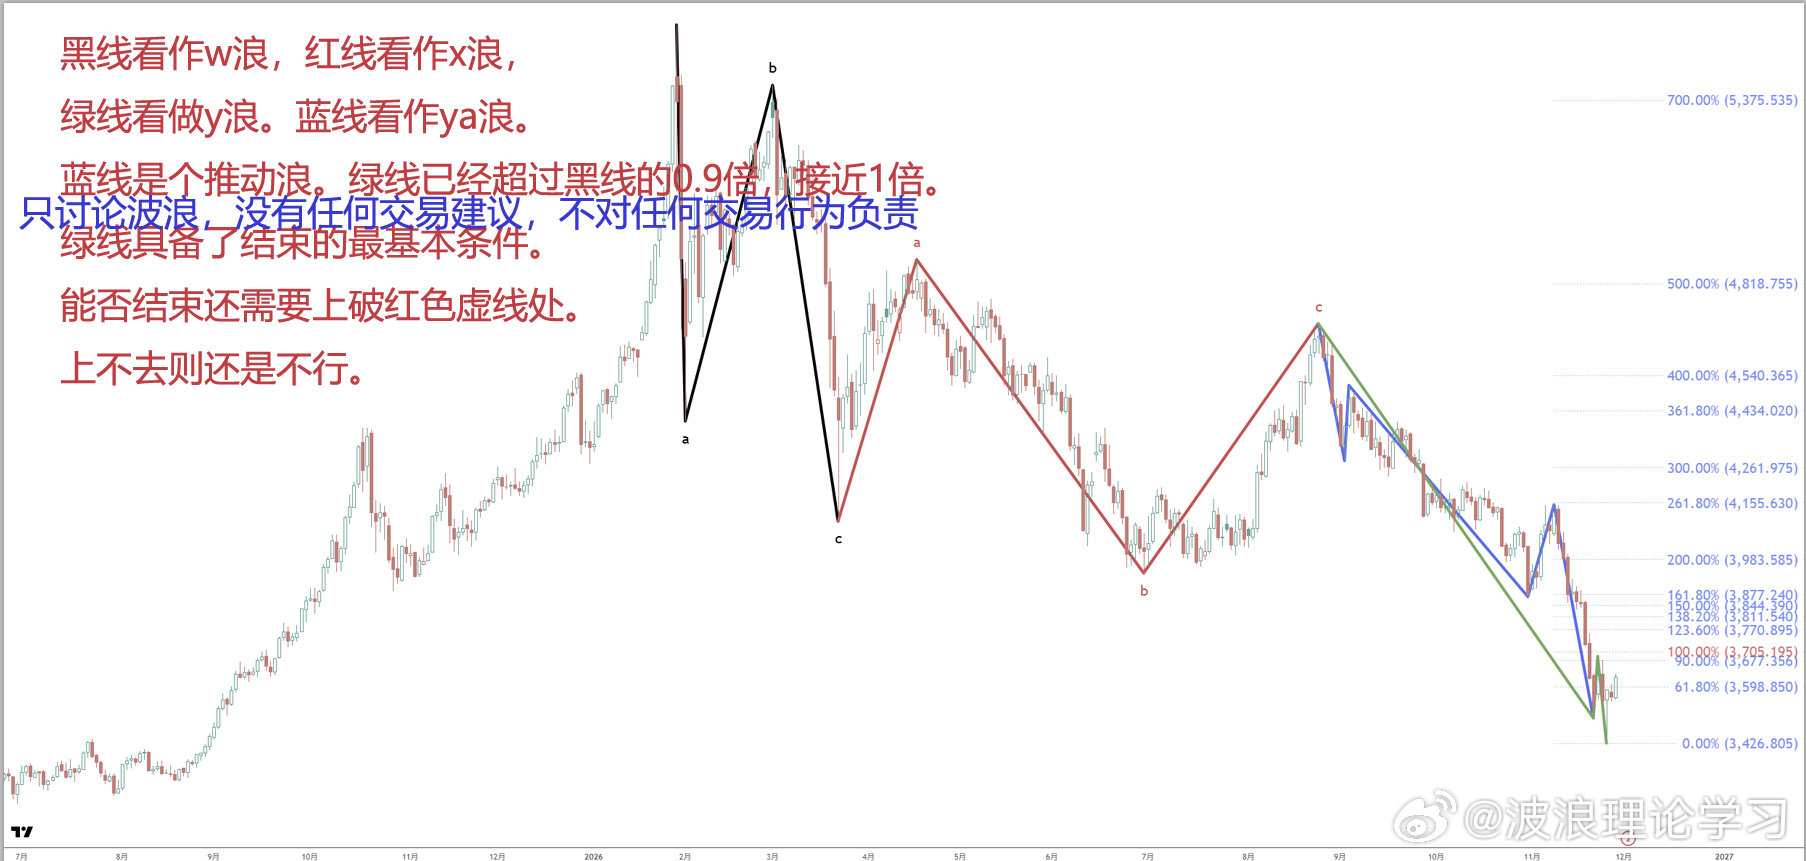 黑线看作w浪，红线看作x浪，
绿线看做y浪。蓝线看作ya浪。
蓝线是个推动浪。绿线已经超过黑线的0.9倍，接近1倍。
只讨论波浪，没有任何交易建议，不对任何交易行为负责
绿线具备了结束的最基本条件。
能否结束还需要上破红色虚线处。
上不去则还是不行。
b
a
c
a
b
c
700.00% (5,375.535)
500.00% (4,818.755)
400.00% (4,540.365)
361.80% (4,434.020)
300.00% (4,261.975)
261.80% (4,155.630)
200.00% (3,983.585)
161.80% (3,877.240)
150.00% (3,844.390)
138.20% (3,811.540)
123.60% (3,770.895)
100.00% (3,705.195)
90.00% (3,677.356)
61.80% (3,598.850)
0.00% (3,426.805)
@波浪理论学习
7月 8月 9月 10月 11月 12月 2026 2月 3月 4月 5月 6月 7月 8月 9月 10月 11月 12月 2027